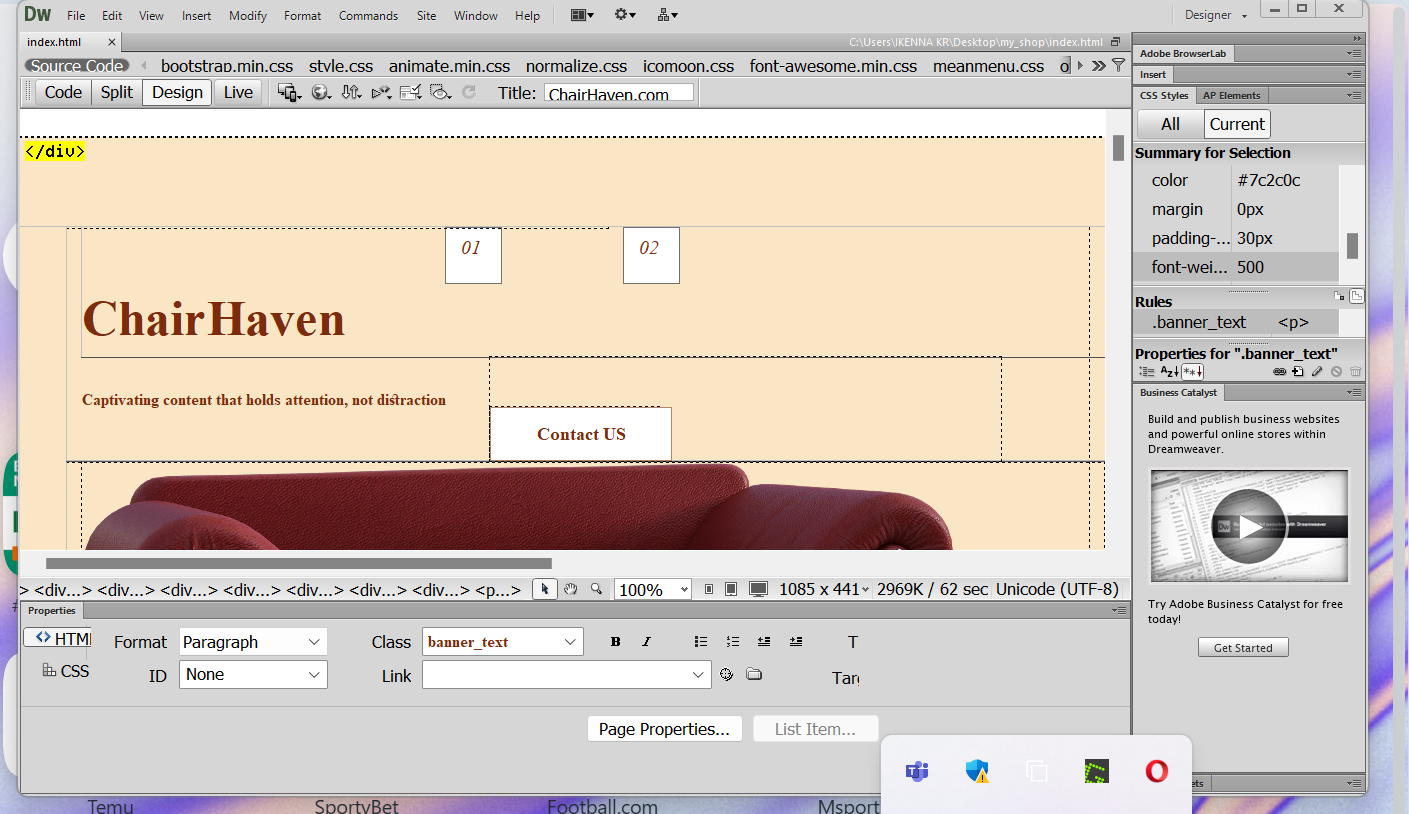 Dw File Edit View Insert Modify Format Commands Site Window Help Designer
index.html C:\Users\IKENNA KR\Desktop\my_shop\index.html
Source Code bootstrap.min.css style.css animate.min.css normalize.css icomoon.css font-awesome.min.css meanmenu.css
Code Split Design Live Title: ChairHaven.com
</div>
01 02
ChairHaven
Captivating content that holds attention, not distraction
Contact US
> <div...> <div...> <div...> <div...> <div...> <div...> <div...> <p...> 100% 1085 x 441 2969K / 62 sec Unicode (UTF-8)
Properties
HTM Format Paragraph Class banner_text B I T
CSS ID None Link Targ
Page Properties... List Item...
Adobe BrowserLab
Insert
CSS Styles AP Elements
All Current
Summary for Selection
color #7c2c0c
margin 0px
padding-... 30px
font-wei... 500
Rules
.banner_text <p>
Properties for ".banner_text"
Business Catalyst
Build and publish business websites
and powerful online stores within
Dreamweaver.
Try Adobe Business Catalyst for free
today!
Get Started
ets
Temu SportyBet Football.com Msport